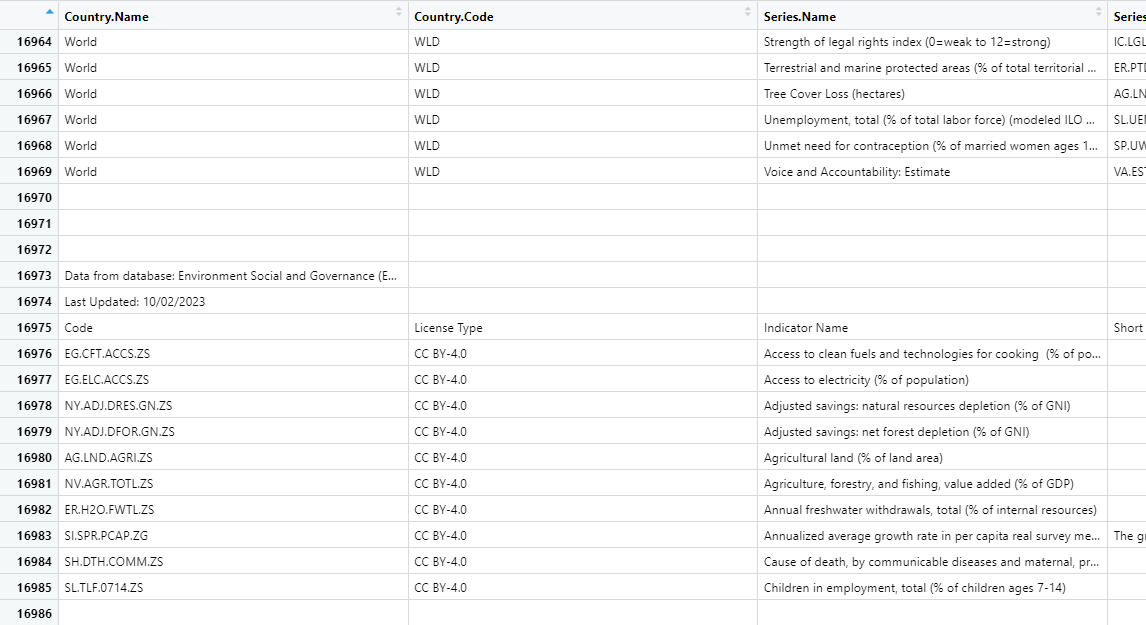 Country.Name Country.Code Series.Name Series
16964 World WLD Strength of legal rights index (0=weak to 12=strong) IC.LGL
16965 World WLD Terrestrial and marine protected areas (% of total territorial ... ER.PT
16966 World WLD Tree Cover Loss (hectares) AG.LN
16967 World WLD Unemployment, total (% of total labor force) (modeled ILO ... SL.UE
16968 World WLD Unmet need for contraception (% of married women ages 1... SP.UW
16969 World WLD Voice and Accountability: Estimate VA.ES
16970
16971
16972
16973 Data from database: Environment Social and Governance (E...
16974 Last Updated: 10/02/2023
16975 Code License Type Indicator Name Short
16976 EG.CFT.ACCS.ZS CC BY-4.0 Access to clean fuels and technologies for cooking (% of po...
16977 EG.ELC.ACCS.ZS CC BY-4.0 Access to electricity (% of population)
16978 NY.ADJ.DRES.GN.ZS CC BY-4.0 Adjusted savings: natural resources depletion (% of GNI)
16979 NY.ADJ.DFOR.GN.ZS CC BY-4.0 Adjusted savings: net forest depletion (% of GNI)
16980 AG.LND.AGRI.ZS CC BY-4.0 Agricultural land (% of land area)
16981 NV.AGR.TOTL.ZS CC BY-4.0 Agriculture, forestry, and fishing, value added (% of GDP)
16982 ER.H2O.FWTL.ZS CC BY-4.0 Annual freshwater withdrawals, total (% of internal resources)
16983 SI.SPR.PCAP.ZG CC BY-4.0 Annualized average growth rate in per capita real survey me... The gr
16984 SH.DTH.COMM.ZS CC BY-4.0 Cause of death, by communicable diseases and maternal, pr...
16985 SL.TLF.0714.ZS CC BY-4.0 Children in employment, total (% of children ages 7-14)
16986